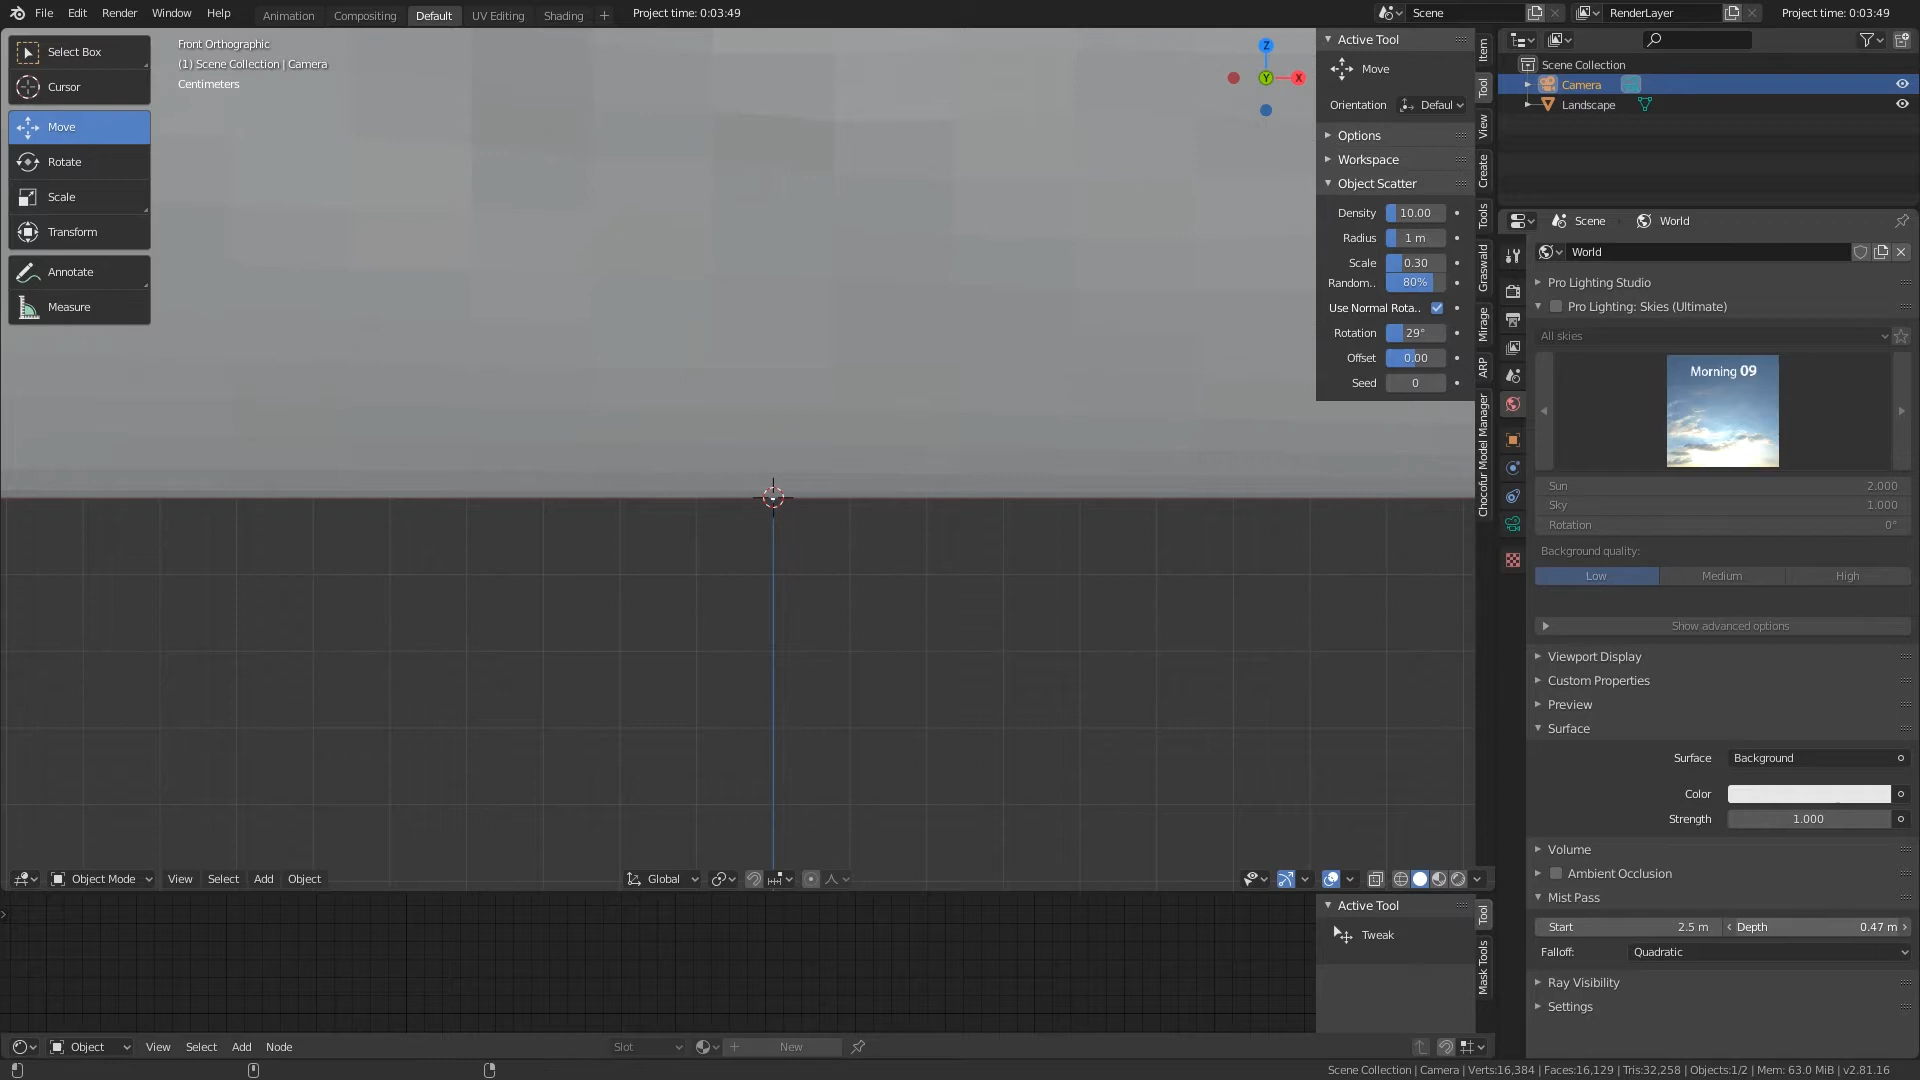 File Edit Render Window Help Animation Compositing Default UV Editing Shading + Project time: 0:03:49 Scene RenderLayer Project time: 0:03:49
Select Box
Cursor
Move
Rotate
Scale
Transform
Annotate
Measure
Front Orthographic
(1) Scene Collection | Camera
Centimeters
Z
Y
X
Active Tool
Move
Orientation Defaul
Options
Workspace
Object Scatter
Density 10.00
Radius 1 m
Scale 0.30
Random.. 80%
Use Normal Rota..
Rotation 29°
Offset 0.00
Seed 0
Item
Tool
View
Create
Tools
Graswald
Mirage
ARP
Chocofur Model Manager
Scene Collection
Camera
Landscape
Scene World
World
Pro Lighting Studio
Pro Lighting: Skies (Ultimate)
All skies
Morning 09
Sun 2.000
Sky 1.000
Rotation 0°
Background quality:
Low Medium High
Show advanced options
Viewport Display
Custom Properties
Preview
Surface
Surface Background
Color
Strength 1.000
Volume
Ambient Occlusion
Mist Pass
Start 2.5 m Depth 0.47 m
Falloff: Quadratic
Ray Visibility
Settings
Object Mode View Select Add Object Global
Active Tool
Tweak
Tool
Mask Tools
Object View Select Add Node Slot New
Scene Collection | Camera | Verts:16,384 | Faces:16,129 | Tris:32,258 | Objects:1/2 | Mem: 63.0 MiB | v2.81.16